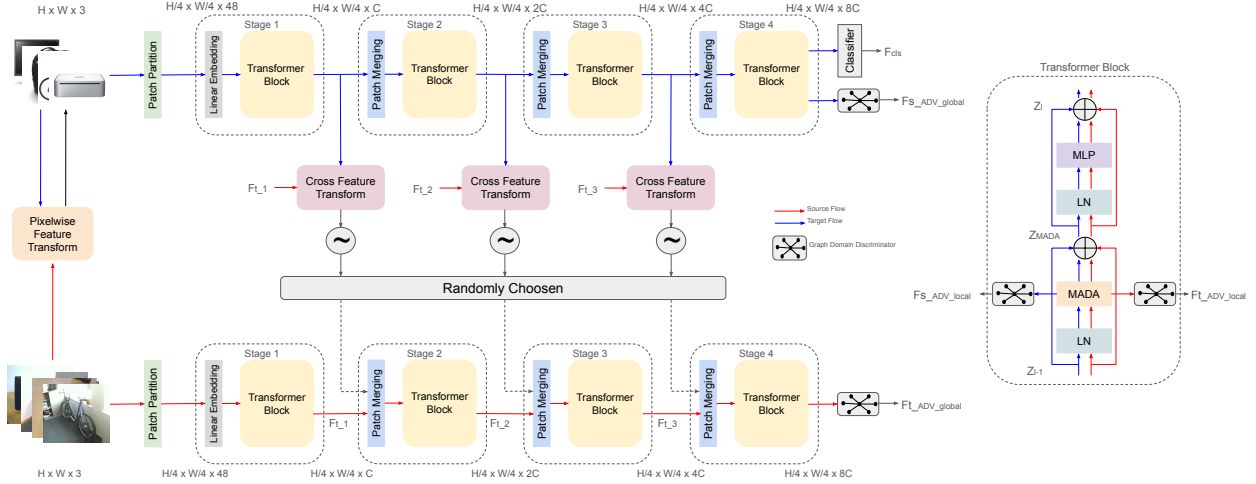 H x W x 3
H/4 x W/4 x 48
H/4 x W/4 x C
H/4 x W/4 x 2C
H/4 x W/4 x 4C
H/4 x W/4 x 8C
Stage 1
Stage 2
Stage 3
Stage 4
Patch Partition
Linear Embedding
Transformer
Block
Patch Merging
Transformer
Block
Patch Merging
Transformer
Block
Patch Merging
Transformer
Block
Classifier
Fcls
Fs_ADV_global
Pixelwise
Feature
Transform
Ft_1
Cross Feature
Transform
Ft_2
Cross Feature
Transform
Ft_3
Cross Feature
Transform
~
~
~
Source Flow
Target Flow
Graph Domain Discriminator
Randomly Choosen
Stage 1
Stage 2
Stage 3
Stage 4
Patch Partition
Linear Embedding
Transformer
Block
Ft_1
Patch Merging
Transformer
Block
Ft_2
Patch Merging
Transformer
Block
Ft_3
Patch Merging
Transformer
Block
Ft_ADV_global
H x W x 3
H/4 x W/4 x 48
H/4 x W/4 x C
H/4 x W/4 x 2C
H/4 x W/4 x 4C
H/4 x W/4 x 8C
Transformer Block
Zl
MLP
LN
ZMADA
Fs_ADV_local
MADA
Ft_ADV_local
LN
Zl-1